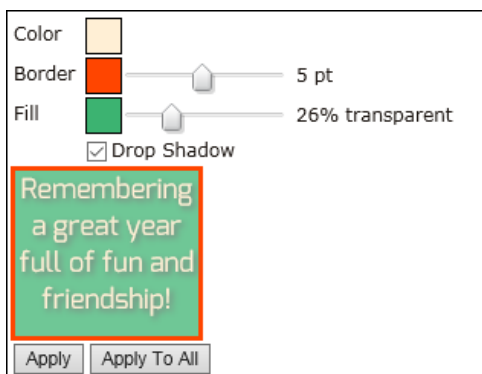 Color
Border 5 pt
Fill 26% transparent
Drop Shadow
Remembering
a great year
full of fun and
friendship!
Apply Apply To All